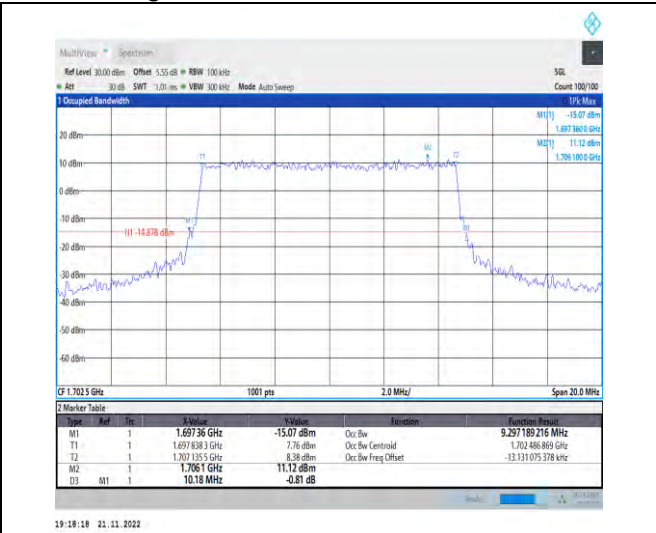 MultiView Spectrum
Ref Level 30.00 dBm Offset 5.55 dB RBW 100 kHz SGL
Att 30 dB SWT 1.01 ms VBW 300 kHz Mode Auto Sweep Count 100/100
1 Occupied Bandwidth 1Pk Max
M1[1] -15.07 dBm
1.697 360 0 GHz
20 dBm M2[1] 11.12 dBm
1.706 100 0 GHz
M2
T1 T2
10 dBm
0 dBm
-10 dBm
M1
H1 -14.878 dBm
-20 dBm
-30 dBm
-40 dBm
-50 dBm
-60 dBm
CF 1.702 5 GHz 1001 pts 2.0 MHz/ Span 20.0 MHz
2 Marker Table
Type Ref Trc X-Value Y-Value Function Function Result
M1 1 1.697 36 GHz -15.07 dBm Occ Bw 9.297 189 216 MHz
T1 1 1.697 838 3 GHz 7.76 dBm Occ Bw Centroid 1.702 486 869 GHz
T2 1 1.707 135 5 GHz 8.38 dBm Occ Bw Freq Offset -13.131 075 378 kHz
M2 1 1.706 1 GHz 11.12 dBm
D3 M1 1 10.18 MHz -0.81 dB
19:18:18 21.11.2022